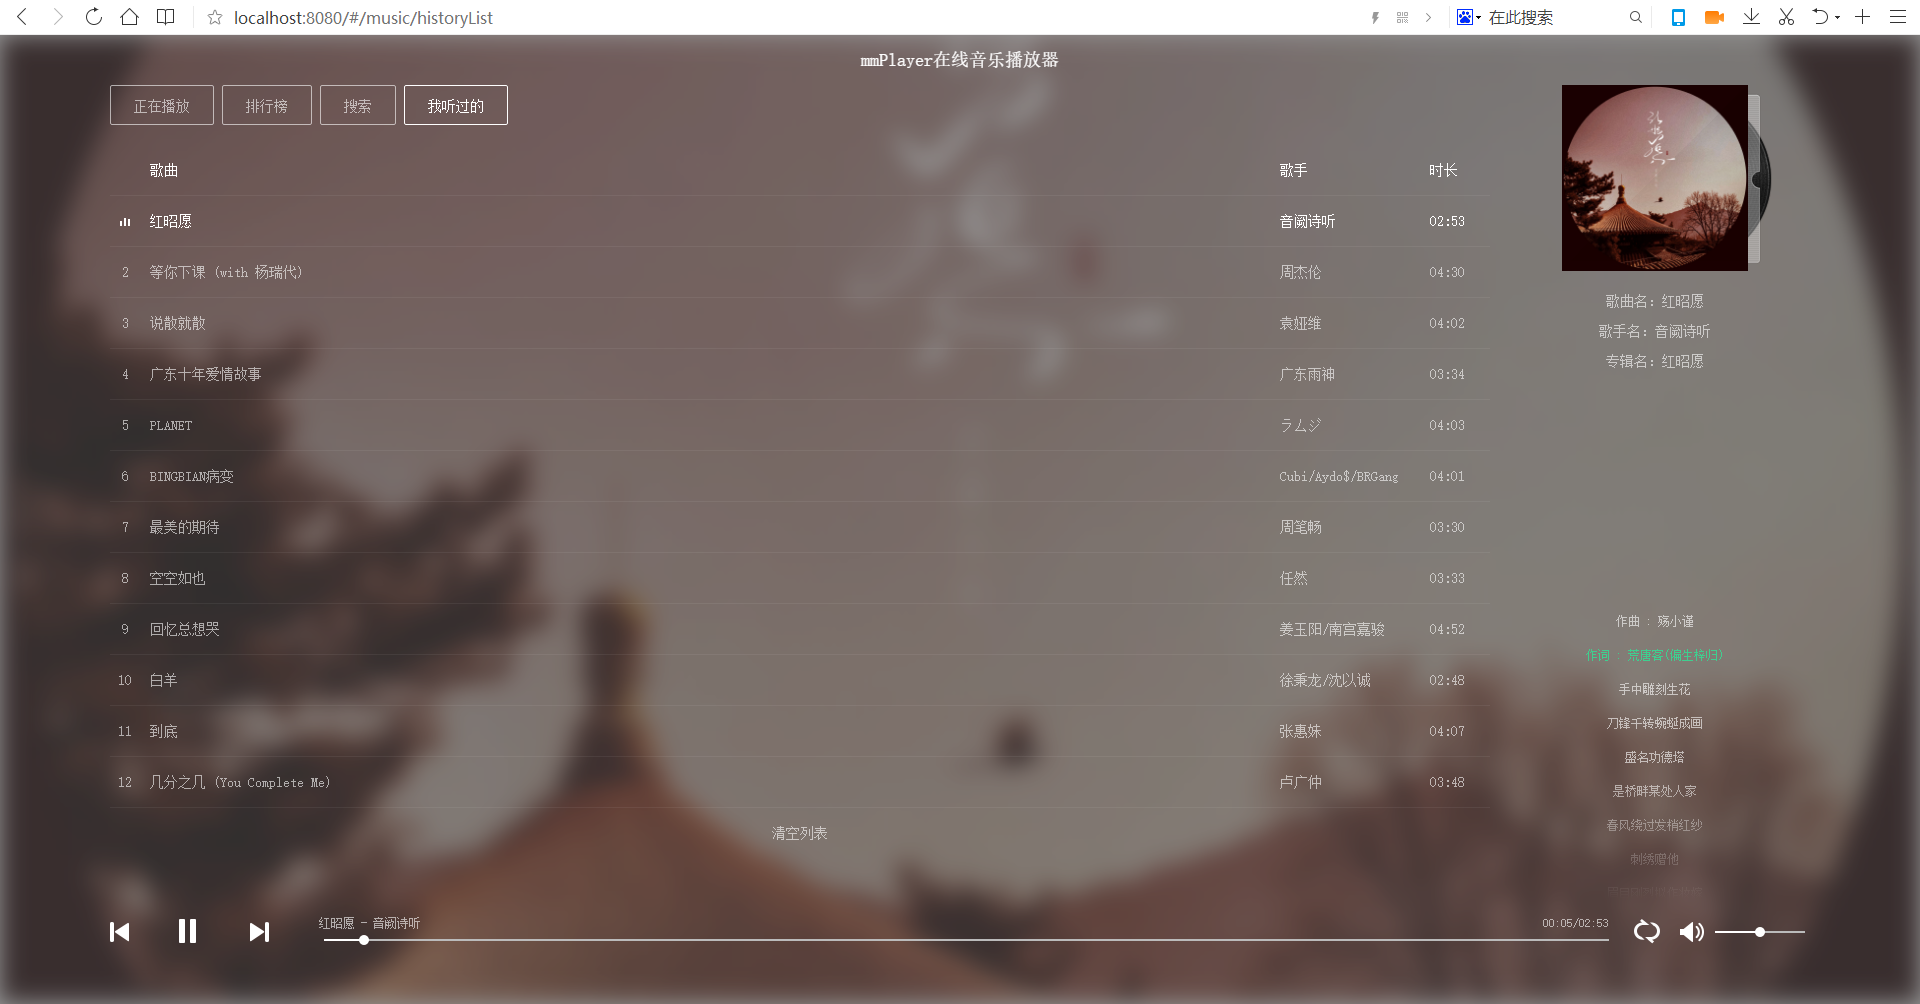 localhost:8080/#/music/historyList
在此搜索
mmPlayer在线音乐播放器
正在播放 排行榜 搜索 我听过的
歌曲 歌手 时长
红昭愿 音阙诗听 02:53
2 等你下课 (with 杨瑞代) 周杰伦 04:30
3 说散就散 袁娅维 04:02
4 广东十年爱情故事 广东雨神 03:34
5 PLANET ラムジ 04:03
6 BINGBIAN病变 Cubi/Aydo$/BRGang 04:01
7 最美的期待 周笔畅 03:30
8 空空如也 任然 03:33
9 回忆总想哭 姜玉阳/南宫嘉骏 04:52
10 白羊 徐秉龙/沈以诚 02:48
11 到底 张惠妹 04:07
12 几分之几 (You Complete Me) 卢广仲 03:48
清空列表
歌曲名: 红昭愿
歌手名: 音阙诗听
专辑名: 红昭愿
作曲 : 殇小谨
作词 : 荒唐客(偏生梓归)
手中雕刻生花
刀锋千转蜿蜒成画
盛名功德塔
是桥畔某处人家
春风绕过发梢红纱
刺绣赠他
红昭愿 - 音阙诗听
00:05/02:53